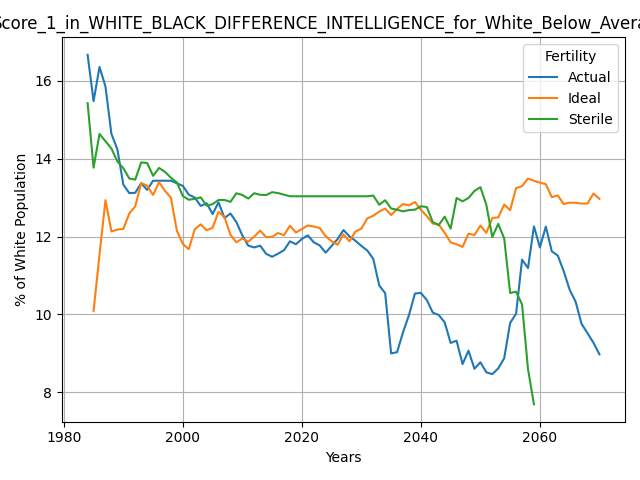 Score_1_in_WHITE_BLACK_DIFFERENCE_INTELLIGENCE_for_White_Below_Avera
Fertility
Actual
Ideal
Sterile
16
14
12
10
8
% of White Population
1980
2000
2020
2040
2060
Years